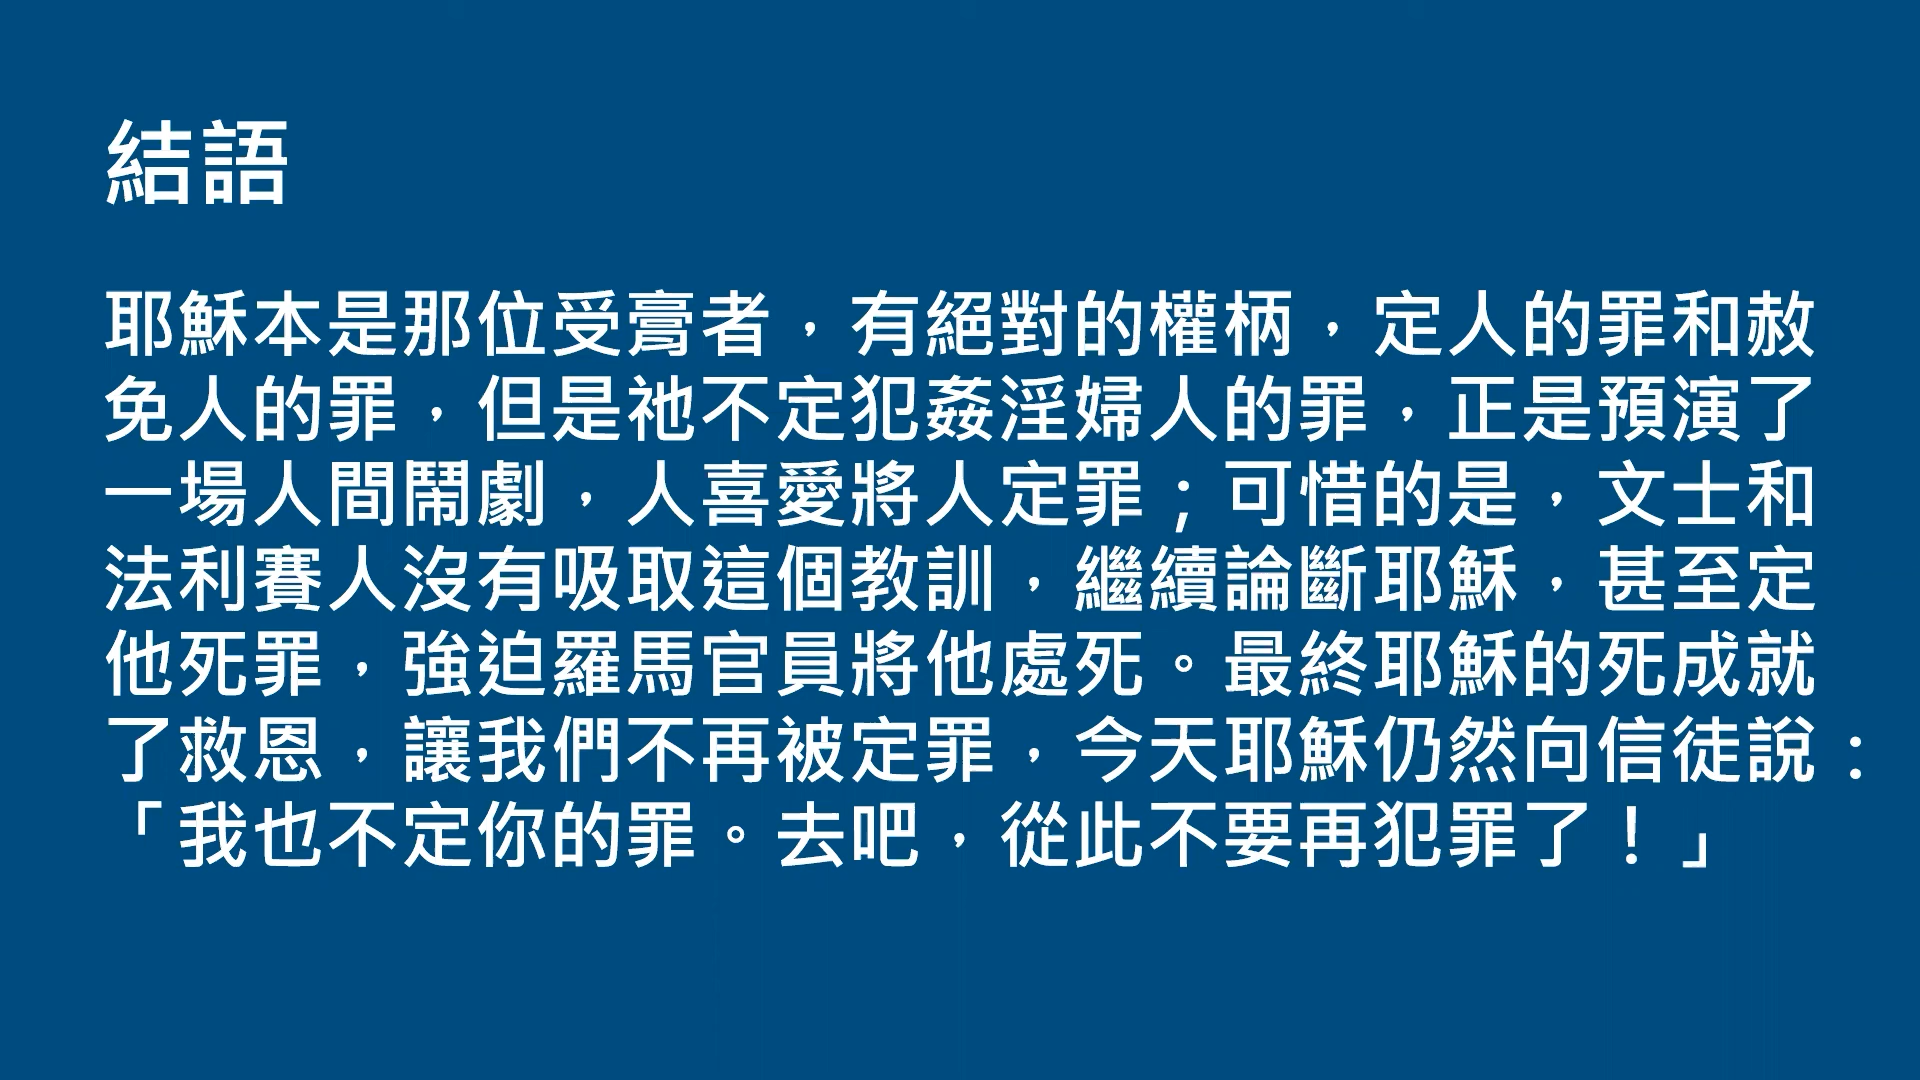 結語
耶穌本是那位受膏者，有絕對的權柄，定人的罪和赦
免人的罪，但是祂不定犯姦淫婦人的罪，正是預演了
一場人間鬧劇，人喜愛將人定罪；可惜的是，文士和
法利賽人沒有吸取這個教訓，繼續論斷耶穌，甚至定
他死罪，強迫羅馬官員將他處死。最終耶穌的死成就
了救恩，讓我們不再被定罪，今天耶穌仍然向信徒說：
「我也不定你的罪。去吧，從此不要再犯罪了！」